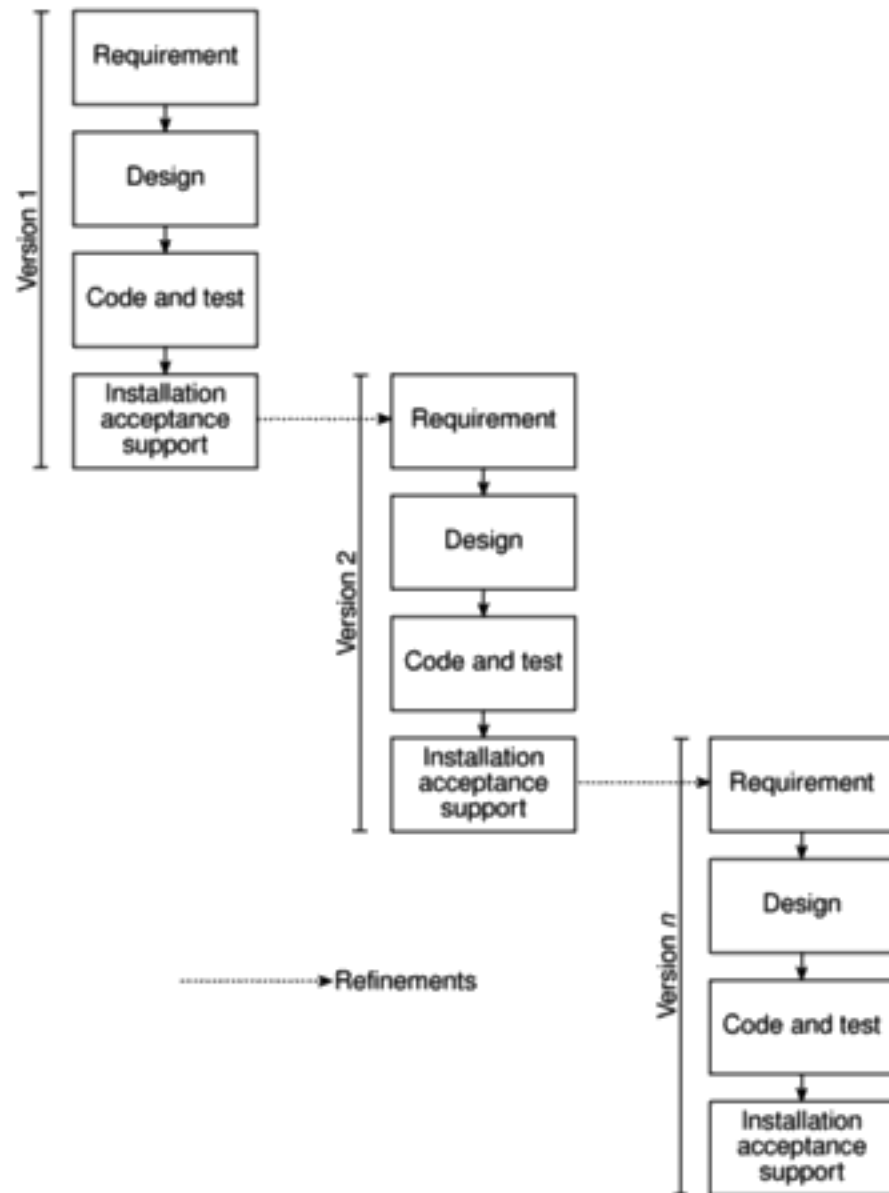 Version 1
Requirement
Design
Code and test
Installation
acceptance
support
Version 2
Requirement
Design
Code and test
Installation
acceptance
support
Version n
Requirement
Design
Code and test
Installation
acceptance
support
Refinements